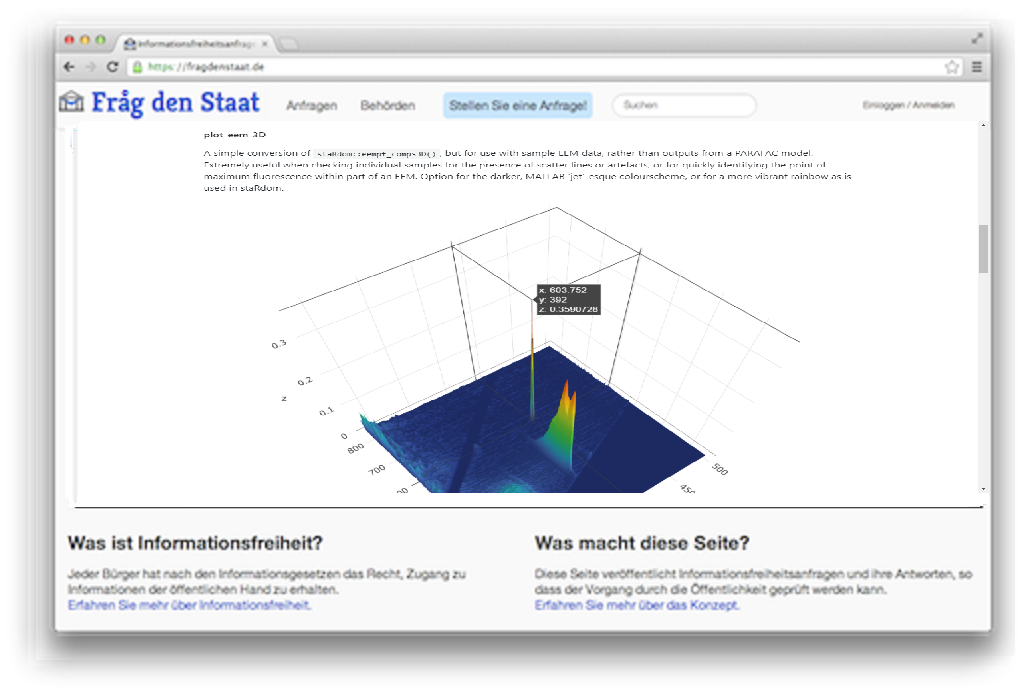 Informationsfreiheitsanfrag
https://fragdenstaat.de
Fråg den Staat
Anfragen
Behörden
Stellen Sie eine Anfrage!
Suchen
Einloggen / Anmelden
plot_eem_3D
A simple conversion of staRdom::eempf_comps3D(), but for use with sample EEM data, rather than outputs from a PARAFAC model.
Extremely useful when checking individual samples for the presence of scatter lines or artefacts, or for quickly identifying the point of
maximum fluorescence within part of an EEM. Option for the darker, MATLAB 'jet'-esque colourscheme, or for a more vibrant rainbow as is
used in staRdom.
x: 603.752
y: 392
z: 0.3590728
0.3
0.2
z
0.1
0
800
700
500
Was ist Informationsfreiheit?
Jeder Bürger hat nach den Informationsgesetzen das Recht, Zugang zu
Informationen der öffentlichen Hand zu erhalten.
Erfahren Sie mehr über Informationsfreiheit.
Was macht diese Seite?
Diese Seite veröffentlicht Informationsfreiheitsanfragen und ihre Antworten, so
dass der Vorgang durch die Öffentlichkeit geprüft werden kann.
Erfahren Sie mehr über das Konzept.